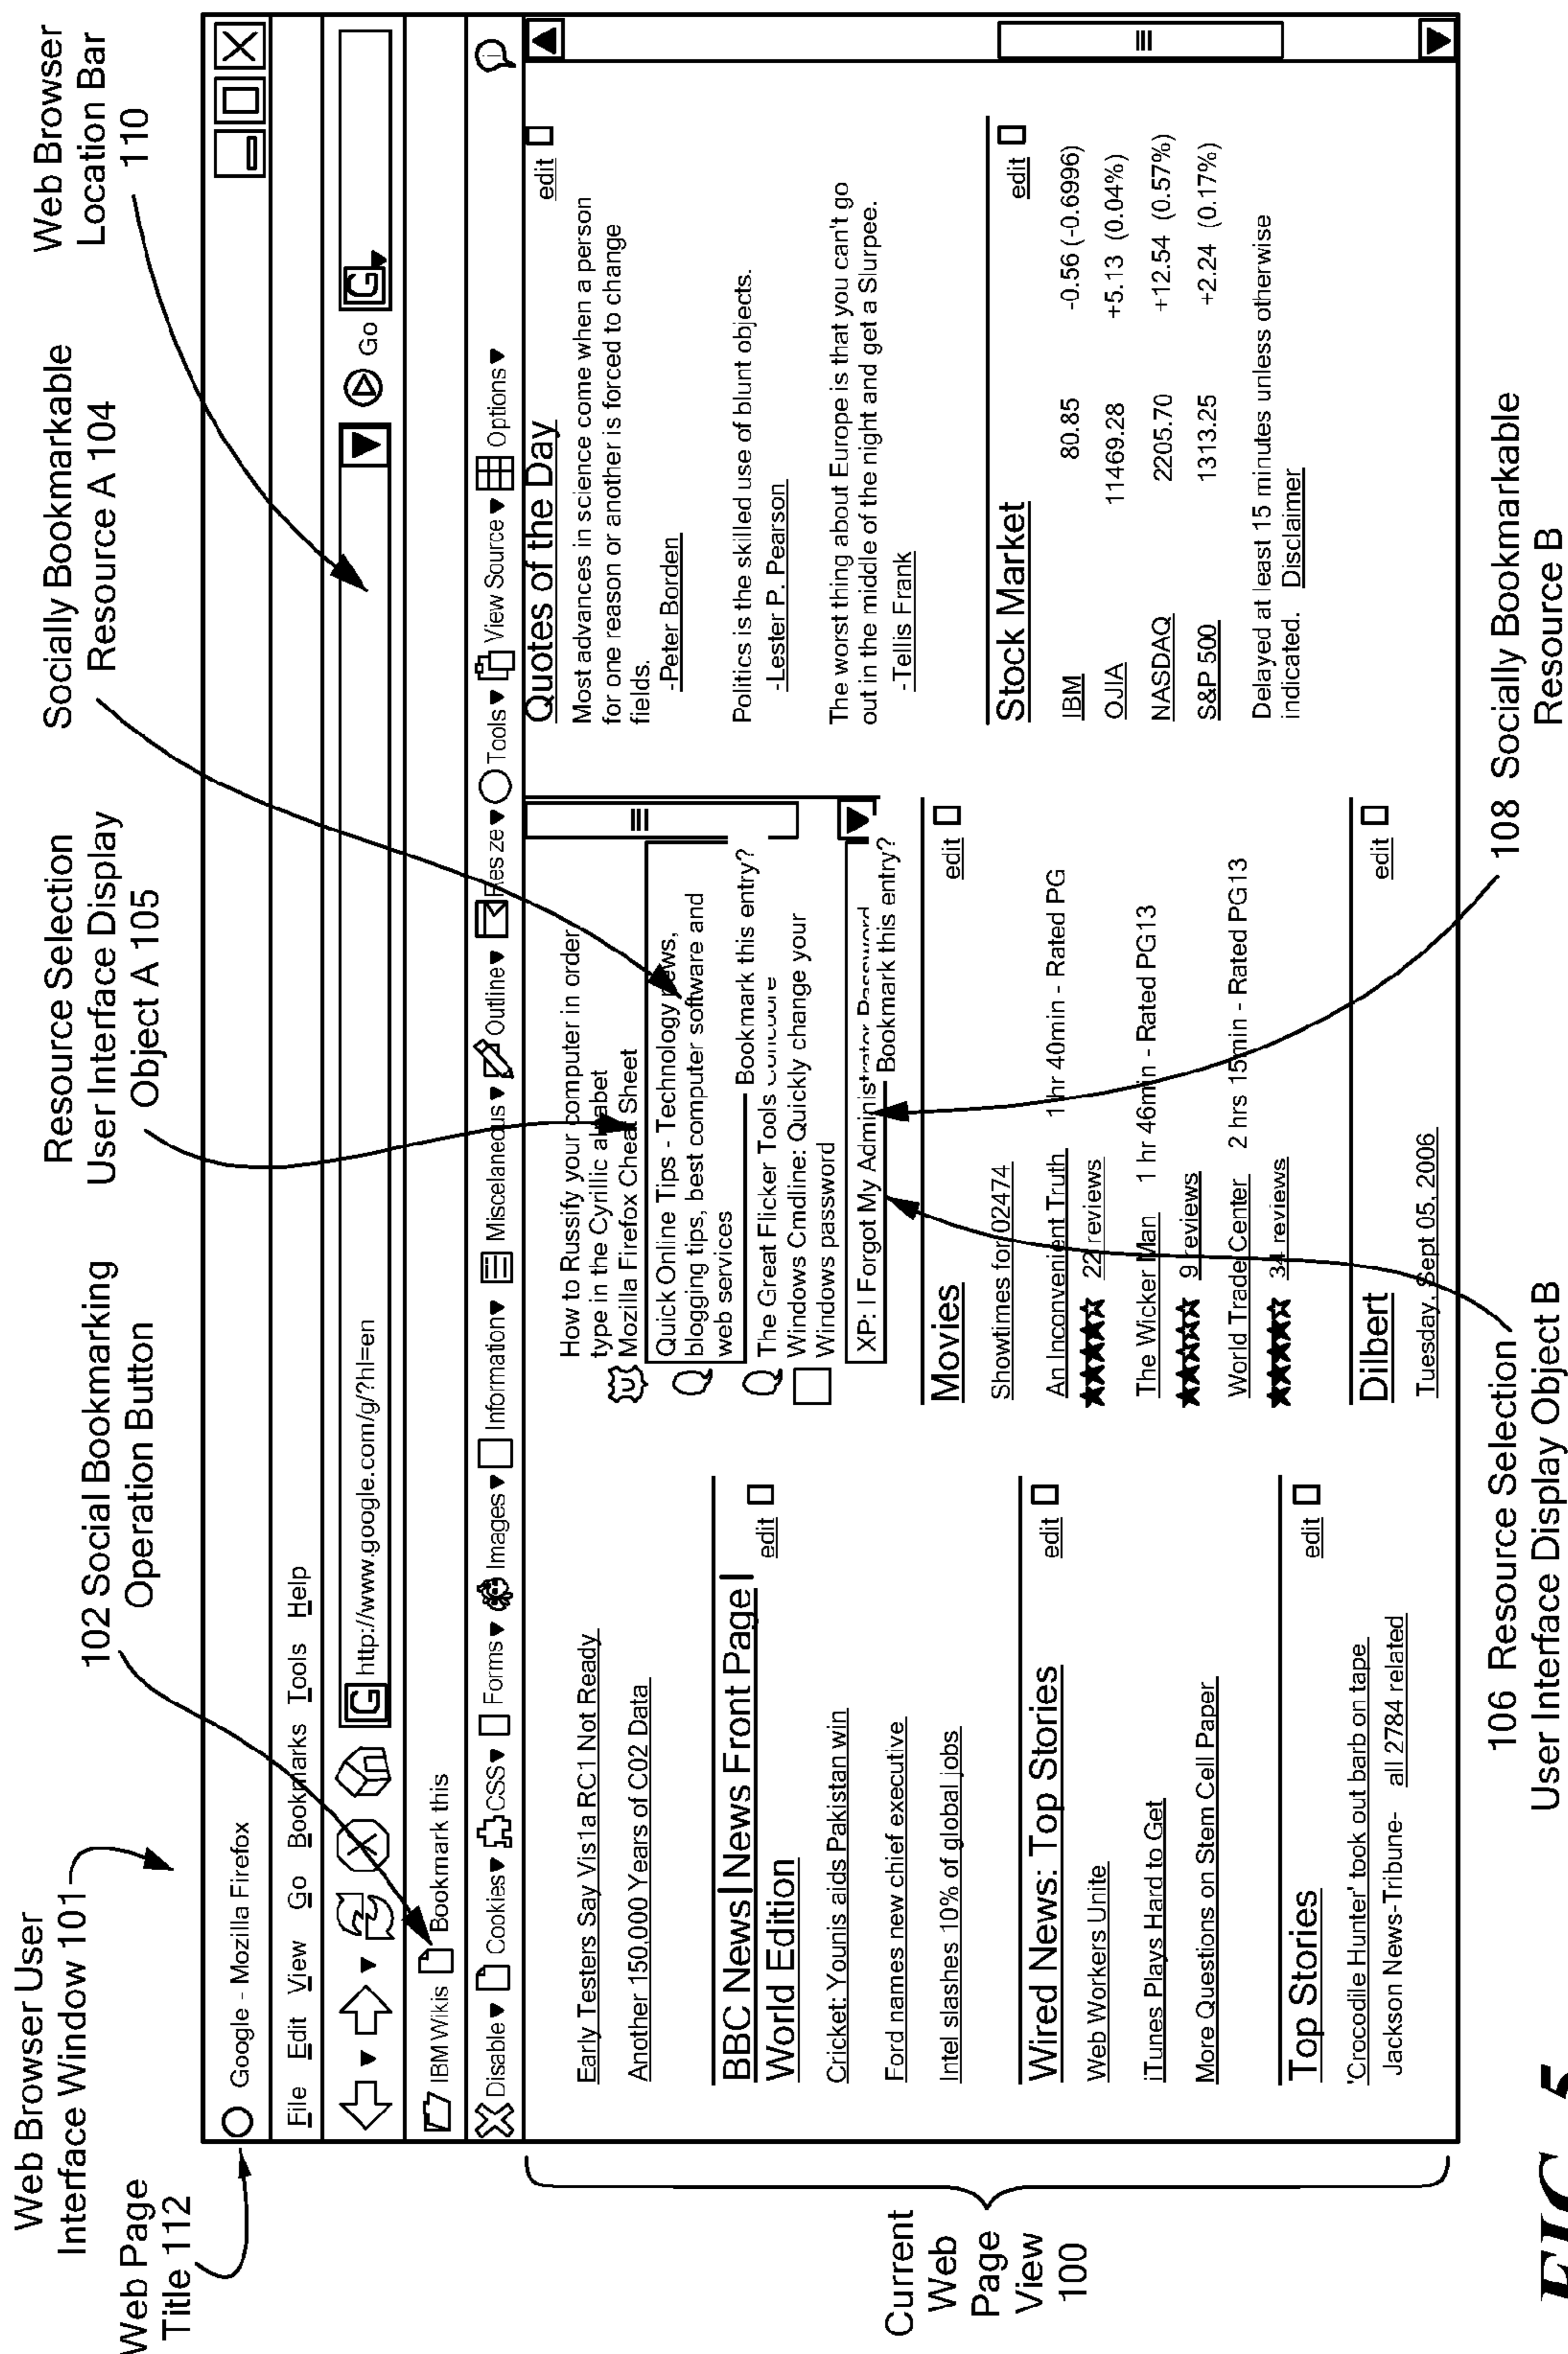 Web Browser User
Interface Window 101
Web Page
Title 112
102 Social Bookmarking
Operation Button
Resource Selection
User Interface Display
Object A 105
Socially Bookmarkable
Resource A 104
Web Browser
Location Bar
110
Google - Mozilla Firefox
File Edit View Go Bookmarks Tools Help
G http://www.google.com/g/?hl=en
Go
G
IBM Wikis
Bookmark this
Disable Cookies CSS Forms Images Information Miscelaneous Outline Resize Tools View Source Options
Current
Web
Page
View
100
Early Testers Say Vis1a RC1 Not Ready
Another 150,000 Years of C02 Data
BBC News|News Front Page|
World Edition
edit
Cricket: Younis aids Pakistan win
Ford names new chief executive
Intel slashes 10% of global jobs
Wired News: Top Stories
edit
Web Workers Unite
iTunes Plays Hard to Get
More Questions on Stem Cell Paper
Top Stories
edit
'Crocodile Hunter' took out barb on tape
Jackson News-Tribune- all 2784 related
How to Russify your computer in order
type in the Cyrillic alphabet
Mozilla Firefox Cheat Sheet
Quick Online Tips - Technology news,
blogging tips, best computer software and
web services
Bookmark this entry?
The Great Flicker Tools
Windows Cmdline: Quickly change your
Windows password
XP: I Forgot My Administrator Password
Bookmark this entry?
Movies
edit
Showtimes for 02474
An Inconvenient Truth 1 hr 40min - Rated PG
22 reviews
The Wicker Man 1 hr 46min - Rated PG13
9 reviews
World Trade Center 2 hrs 15min - Rated PG13
34 reviews
Dilbert
edit
Tuesday, Sept 05, 2006
Quotes of the Day
edit
Most advances in science come when a person
for one reason or another is forced to change
fields.
-Peter Borden
Politics is the skilled use of blunt objects.
-Lester P. Pearson
The worst thing about Europe is that you can't go
out in the middle of the night and get a Slurpee.
-Tellis Frank
Stock Market
edit
IBM 80.85 -0.56 (-0.6996)
OJIA 11469.28 +5.13 (0.04%)
NASDAQ 2205.70 +12.54 (0.57%)
S&P 500 1313.25 +2.24 (0.17%)
Delayed at least 15 minutes unless otherwise
indicated. Disclaimer
106 Resource Selection
User Interface Display Object B
108 Socially Bookmarkable
Resource B
FIG. 5